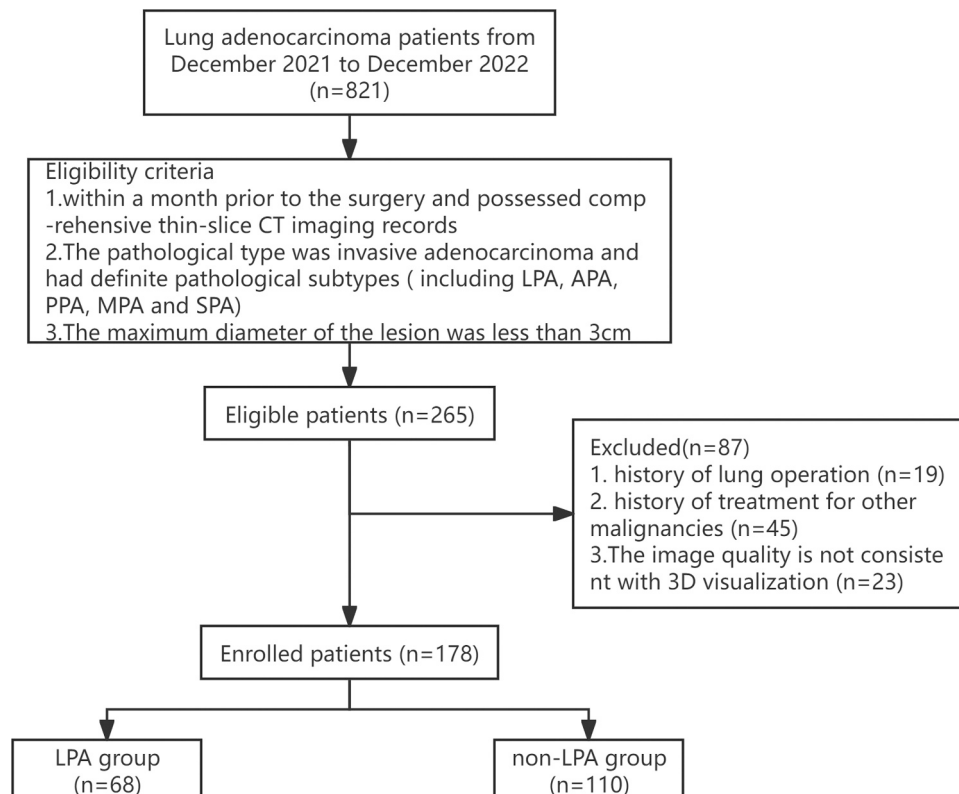 Lung adenocarcinoma patients from
December 2021 to December 2022
(n=821)
Eligibility criteria
1.within a month prior to the surgery and possessed comp
-rehensive thin-slice CT imaging records
2.The pathological type was invasive adenocarcinoma and
had definite pathological subtypes ( including LPA, APA,
PPA, MPA and SPA)
3.The maximum diameter of the lesion was less than 3cm
Eligible patients (n=265)
Excluded(n=87)
1. history of lung operation (n=19)
2. history of treatment for other
malignancies (n=45)
3.The image quality is not consiste
nt with 3D visualization (n=23)
Enrolled patients (n=178)
LPA group
(n=68)
non-LPA group
(n=110)